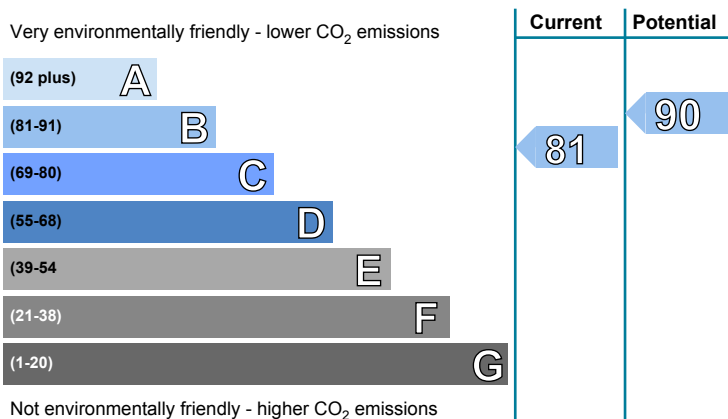 Very environmentally friendly - lower CO2 emissions
Current Potential
(92 plus) A
(81-91) B
(69-80) C
(55-68) D
(39-54 E
(21-38) F
(1-20) G
81 90
Not environmentally friendly - higher CO2 emissions